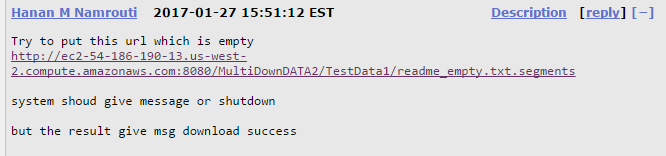 Hanan M Namrouti 2017-01-27 15:51:12 EST Description [reply] [−]
Try to put this url which is empty
http://ec2-54-186-190-13.us-west-
2.compute.amazonaws.com:8080/MultiDownDATA2/TestData1/readme_empty.txt.segments
system shoud give message or shutdown
but the result give msg download success